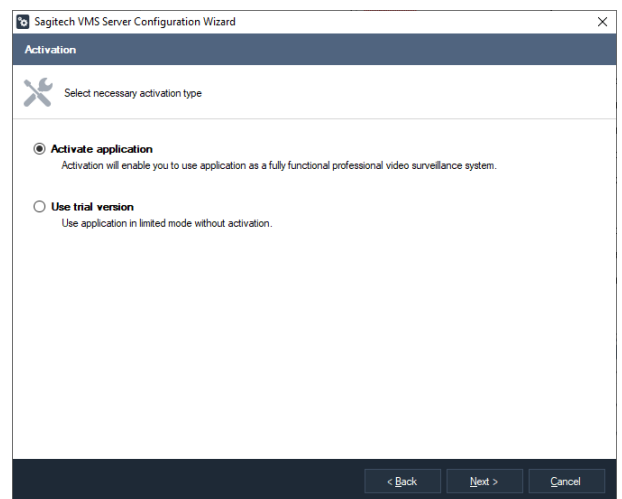 Sagitech VMS Server Configuration Wizard
Activation
Select necessary activation type
Activate application
Activation will enable you to use application as a fully functional professional video surveillance system.
Use trial version
Use application in limited mode without activation.
< Back Next > Cancel